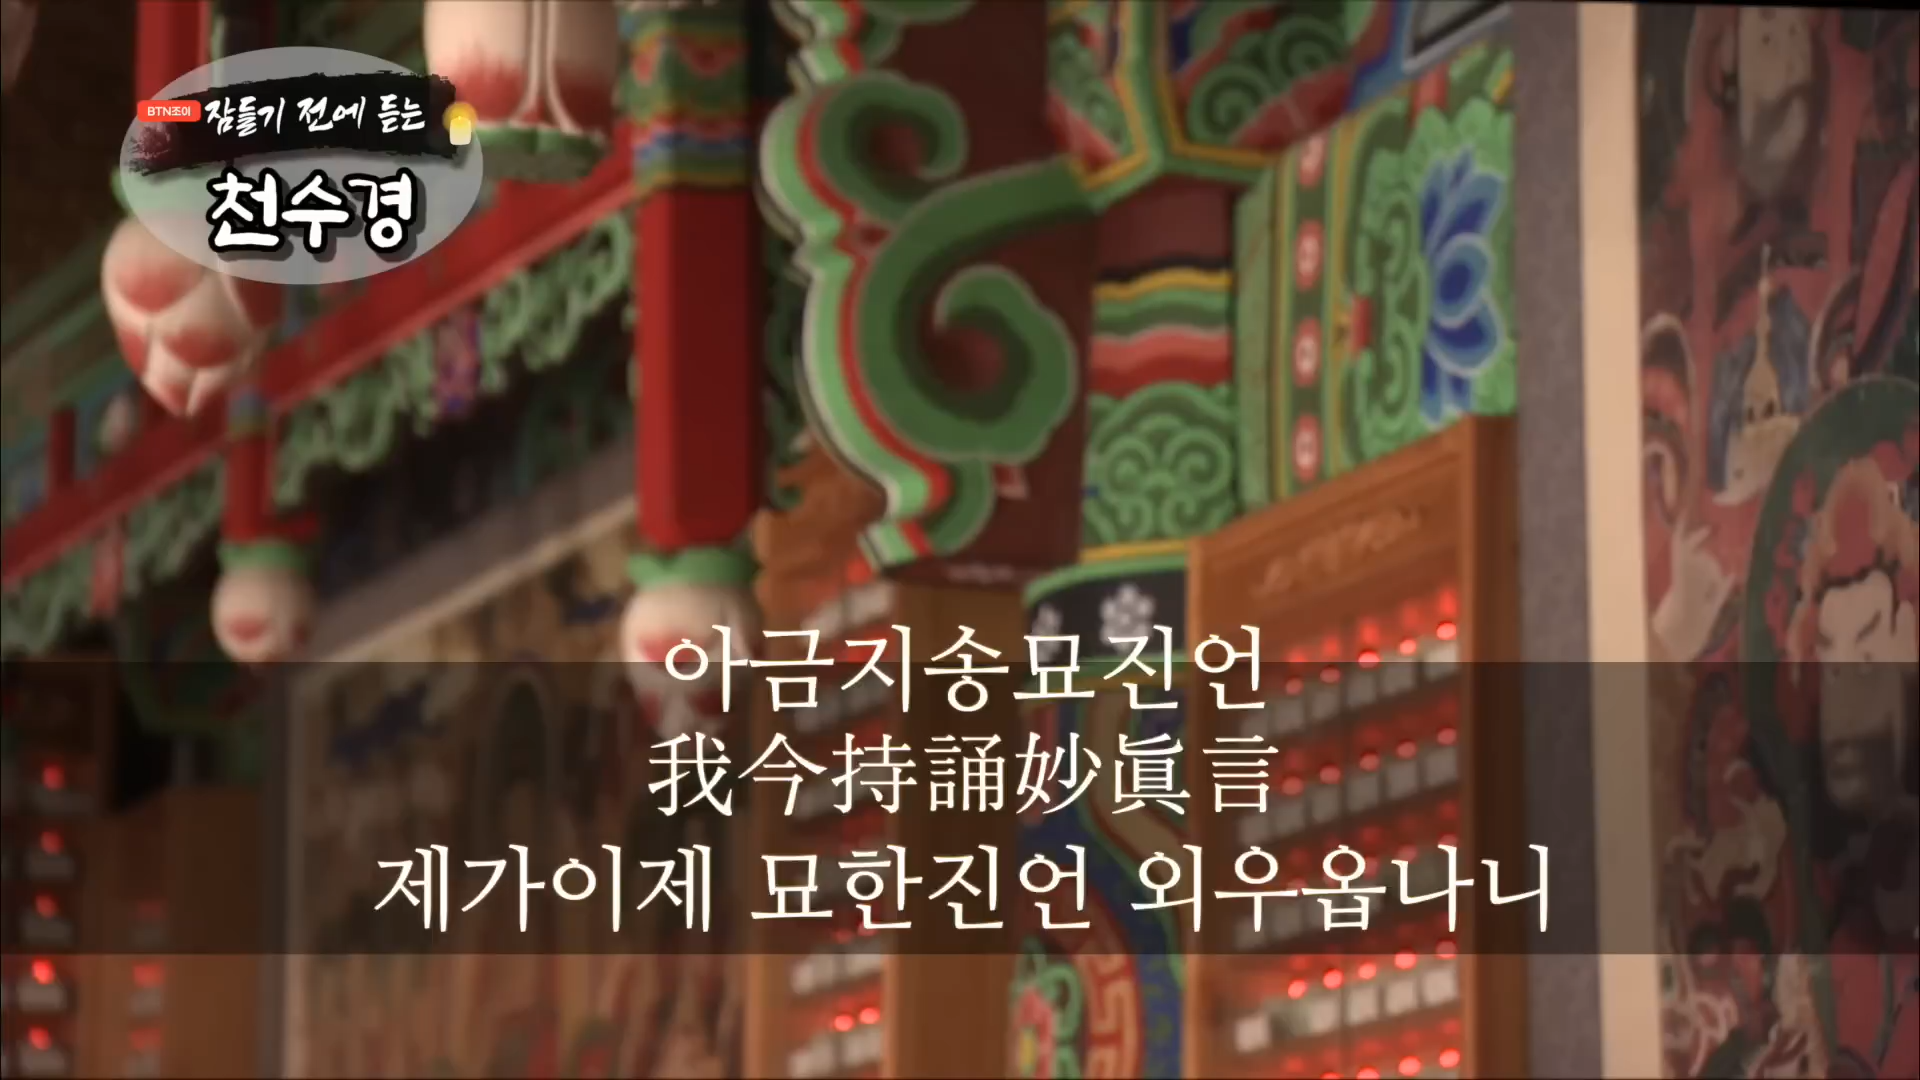 BTN조이
잠들기 전에 듣는
천수경
아금지송묘진언
我今持誦妙眞言
제가이제 묘한진언 외우옵나니